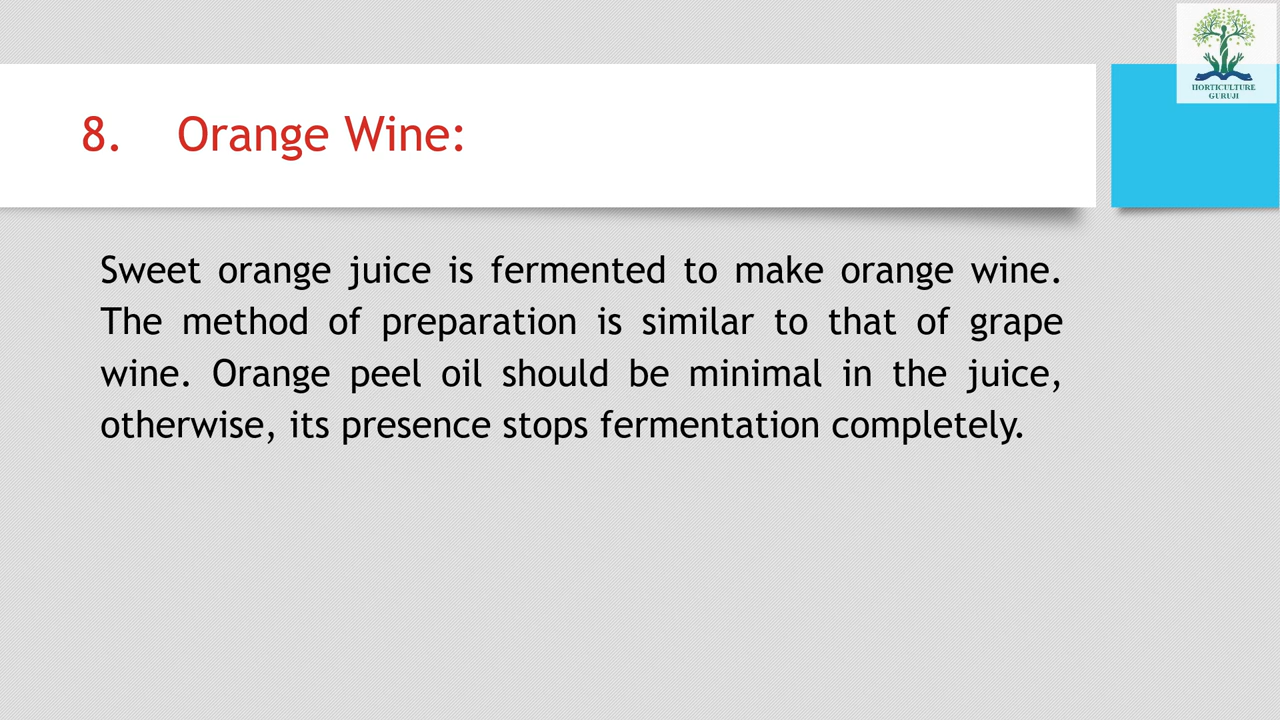 HORTICULTURE
GURUJI
8. Orange Wine:
Sweet orange juice is fermented to make orange wine.
The method of preparation is similar to that of grape
wine. Orange peel oil should be minimal in the juice,
otherwise, its presence stops fermentation completely.